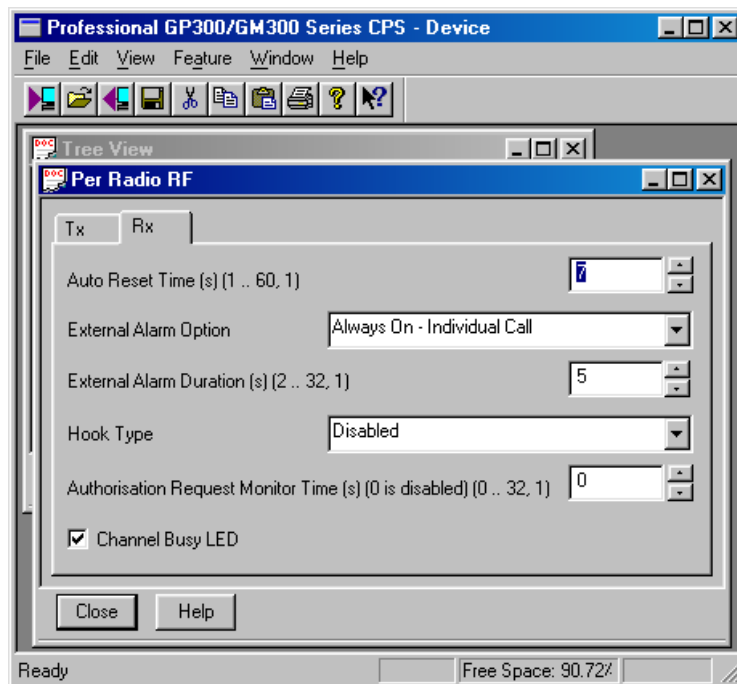 Professional GP300/GM300 Series CPS - Device
File Edit View Feature Window Help
DOC Tree View
DOC Per Radio RF
Tx Rx
Auto Reset Time (s) (1 .. 60, 1) 7
External Alarm Option Always On - Individual Call
External Alarm Duration (s) (2 .. 32, 1) 5
Hook Type Disabled
Authorisation Request Monitor Time (s) (0 is disabled) (0 .. 32, 1) 0
Channel Busy LED
Close Help
Ready Free Space: 90.72%